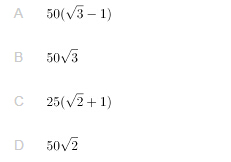 A 50(√3 − 1)
B 50√3
C 25(√2 + 1)
D 50√2